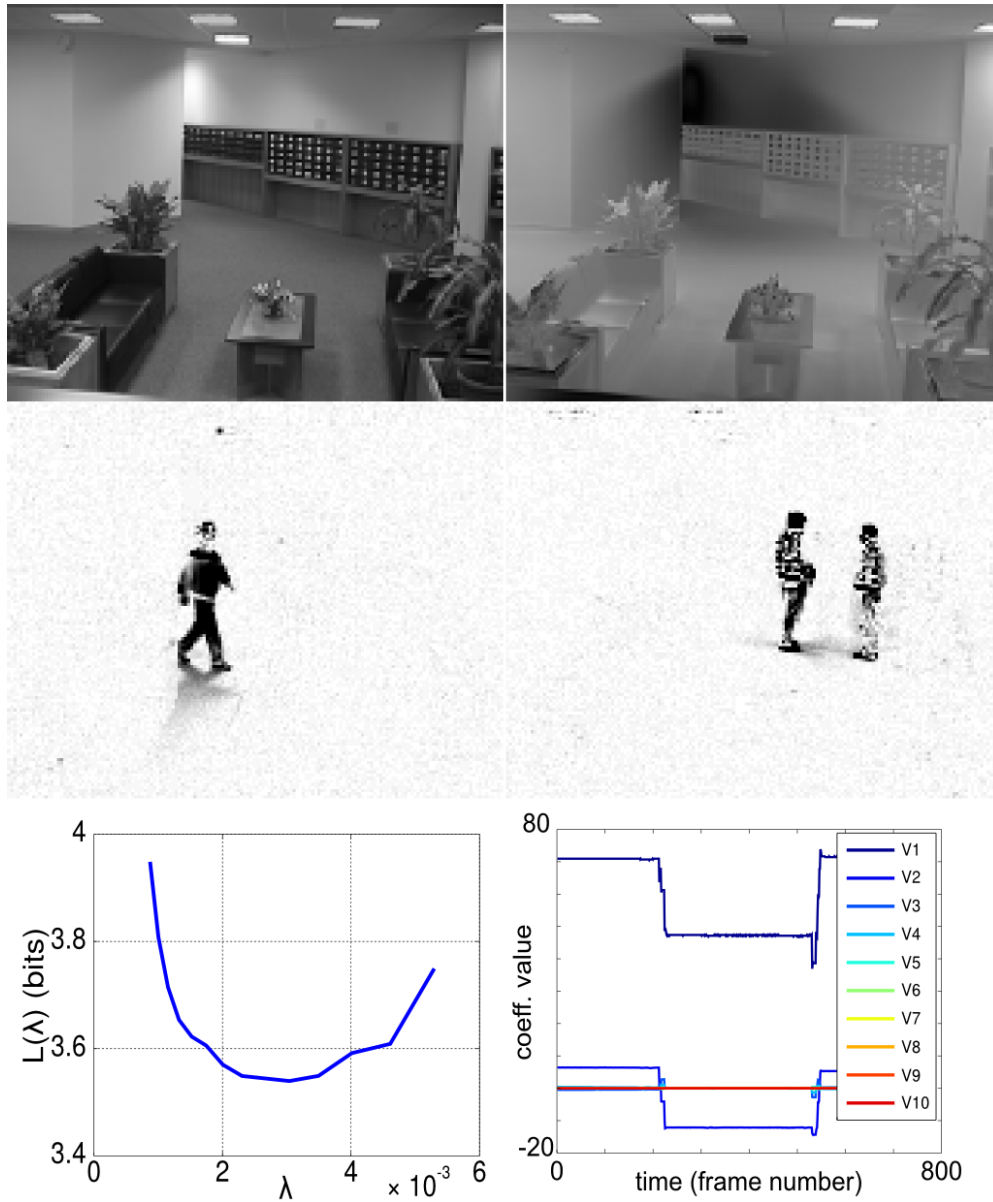 4
3.8
3.6
3.4
L(λ) (bits)
0
2
4
6
λ
× 10⁻³
80
-20
coeff. value
0
800
time (frame number)
V1
V2
V3
V4
V5
V6
V7
V8
V9
V10